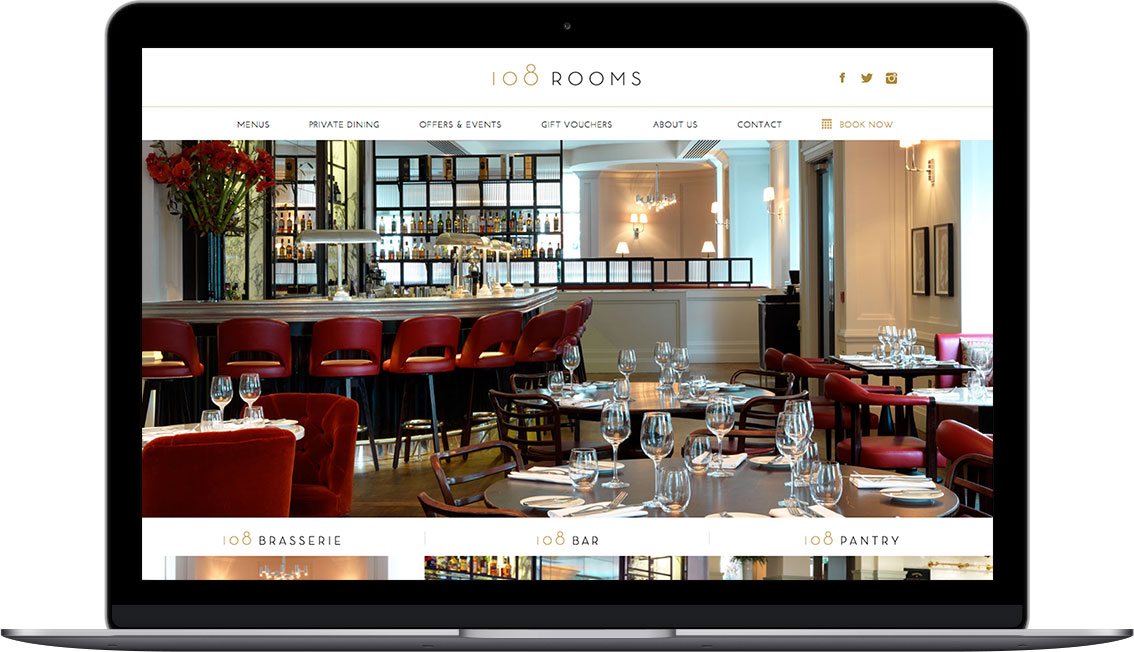 108 ROOMS
MENUS PRIVATE DINING OFFERS & EVENTS GIFT VOUCHERS ABOUT US CONTACT BOOK NOW
108 BRASSERIE 108 BAR 108 PANTRY